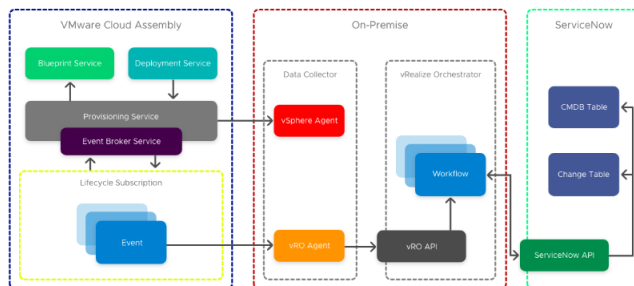 VMware Cloud Assembly
On-Premise
ServiceNow
Blueprint Service
Deployment Service
Provisioning Service
Event Broker Service
Lifecycle Subscription
Event
Data Collector
vSphere Agent
vRO Agent
vRealize Orchestrator
Workflow
vRO API
CMDB Table
Change Table
ServiceNow API